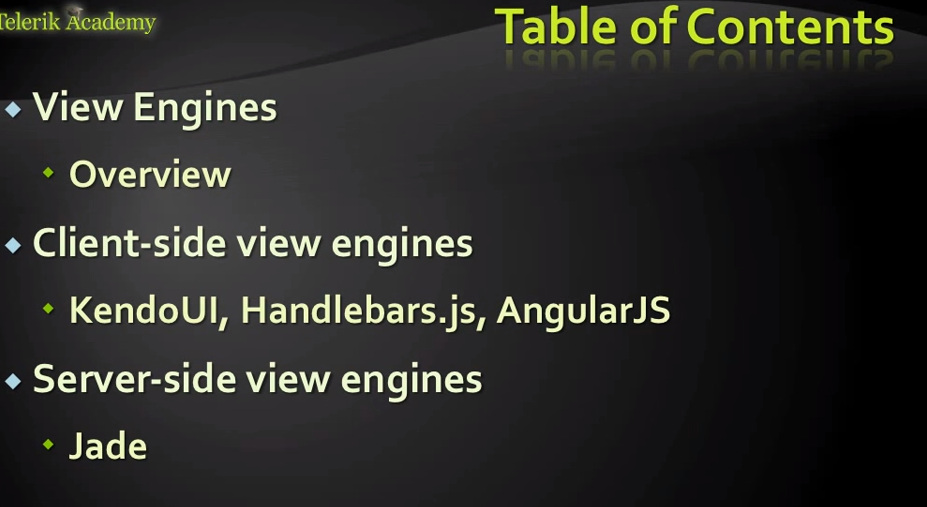 Telerik Academy
Table of Contents
View Engines
Overview
Client-side view engines
KendoUI, Handlebars.js, AngularJS
Server-side view engines
Jade